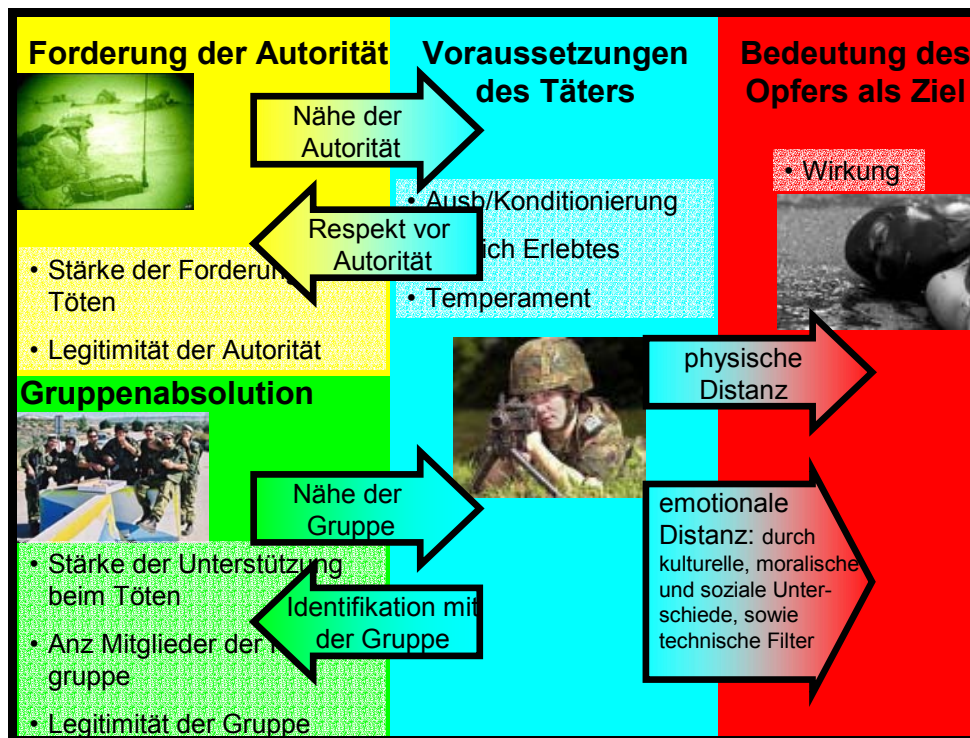 Forderung der Autorität
Nähe der
Autorität
Respekt vor
Autorität
• Stärke der Forderung
Töten
• Legitimität der Autorität
Gruppenabsolution
Nähe der
Gruppe
• Stärke der Unterstützung
beim Töten
Identifikation mit
der Gruppe
• Anz Mitglieder der
gruppe
• Legitimität der Gruppe
Voraussetzungen
des Täters
• Ausb/Konditionierung
Erlebtes
• Temperament
physische
Distanz
emotionale
Distanz: durch
kulturelle, moralische
und soziale Unter-
schiede, sowie
technische Filter
Bedeutung des
Opfers als Ziel
• Wirkung